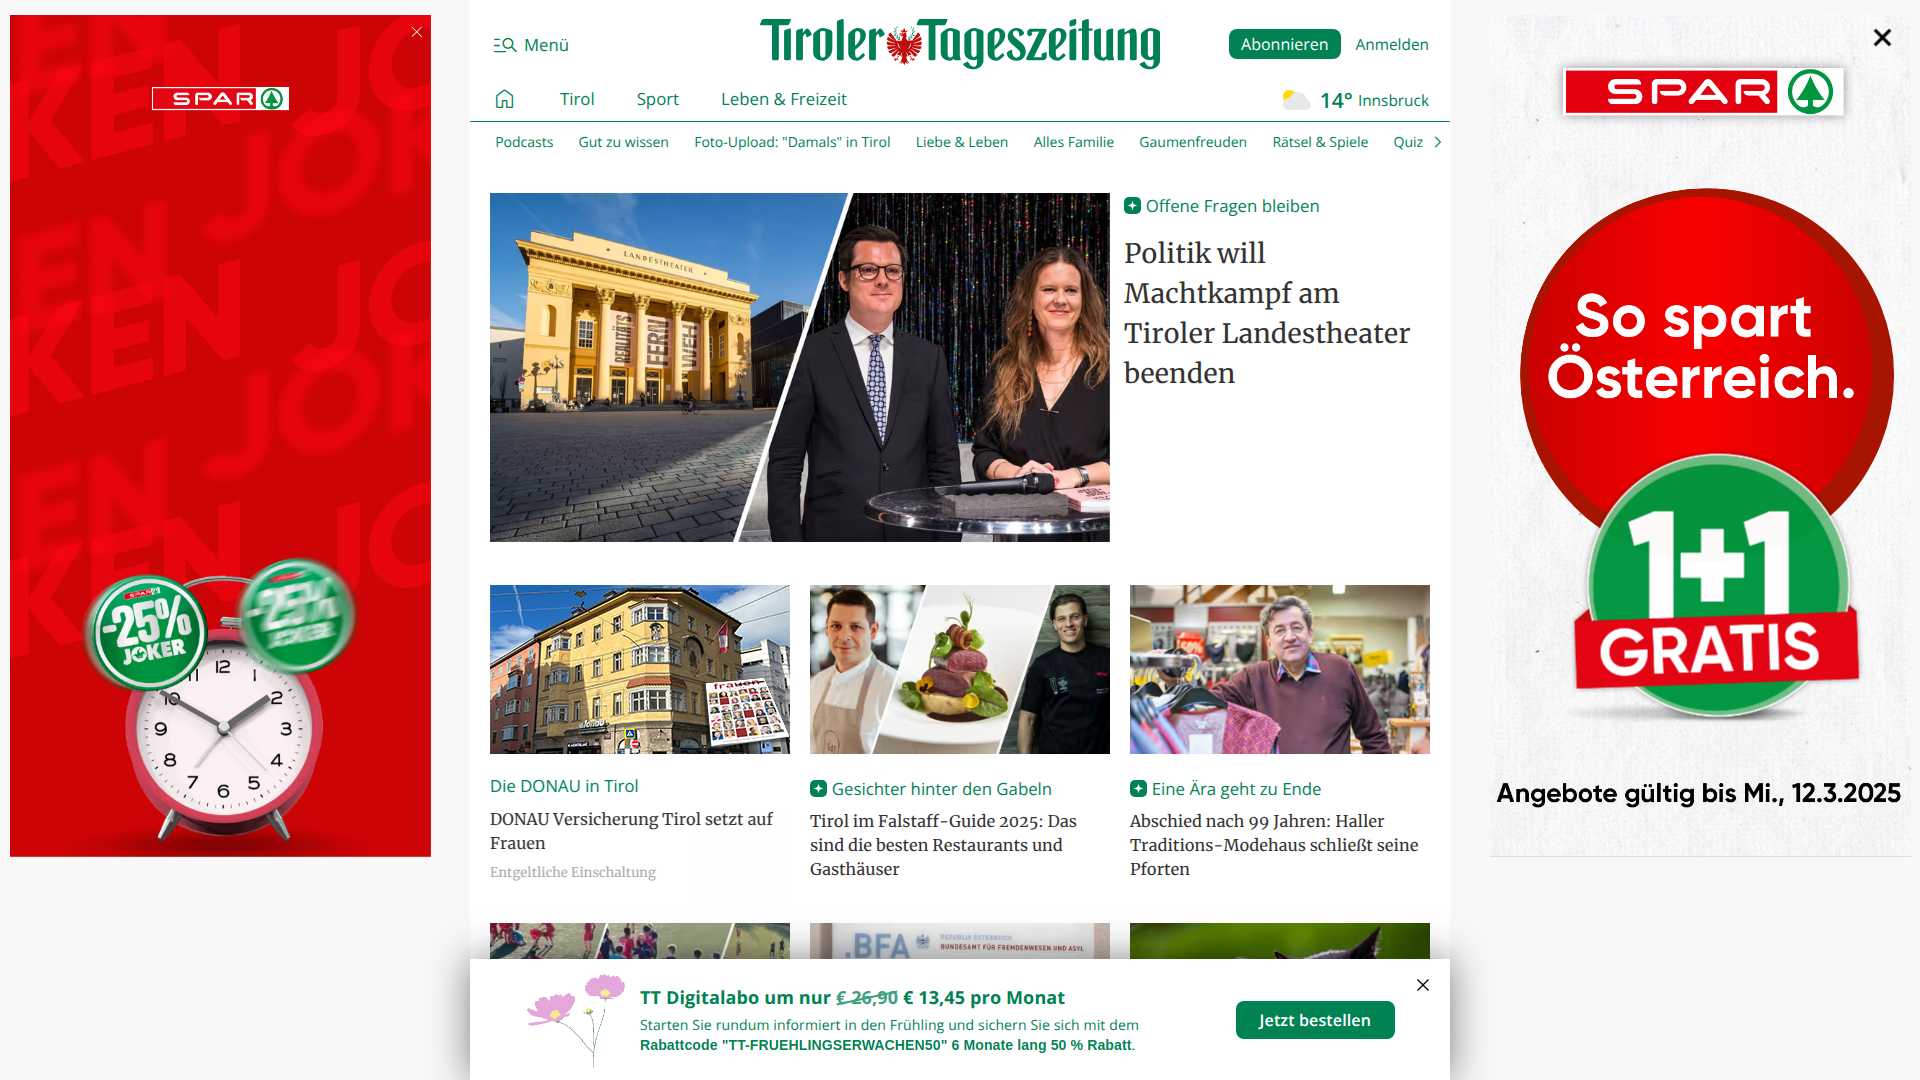 Menü
Tiroler Tageszeitung
Abonnieren
Anmelden
Tirol
Sport
Leben & Freizeit
14° Innsbruck
Podcasts
Gut zu wissen
Foto-Upload: "Damals" in Tirol
Liebe & Leben
Alles Familie
Gaumenfreuden
Rätsel & Spiele
Quiz
SPAR
-25%
JOKER
-25%
JOKER
12
11
10
9
8
7
6
5
4
3
2
LANDESTHEATER
FERN
WEH
Offene Fragen bleiben
Politik will
Machtkampf am
Tiroler Landestheater
beenden
frauen
Die DONAU in Tirol
DONAU Versicherung Tirol setzt auf
Frauen
Entgeltliche Einschaltung
Gesichter hinter den Gabeln
Tirol im Falstaff-Guide 2025: Das
sind die besten Restaurants und
Gasthäuser
Eine Ära geht zu Ende
Abschied nach 99 Jahren: Haller
Traditions-Modehaus schließt seine
Pforten
.BFA
REPUBLIK ÖSTERREICH
BUNDESAMT FÜR FREMDENWESEN UND ASYL
TT Digitalabo um nur € 26,90 € 13,45 pro Monat
Starten Sie rundum informiert in den Frühling und sichern Sie sich mit dem
Rabattcode "TT-FRUEHLINGSERWACHEN50" 6 Monate lang 50 % Rabatt.
Jetzt bestellen
SPAR
So spart
Österreich.
1+1
GRATIS
Angebote gültig bis Mi., 12.3.2025